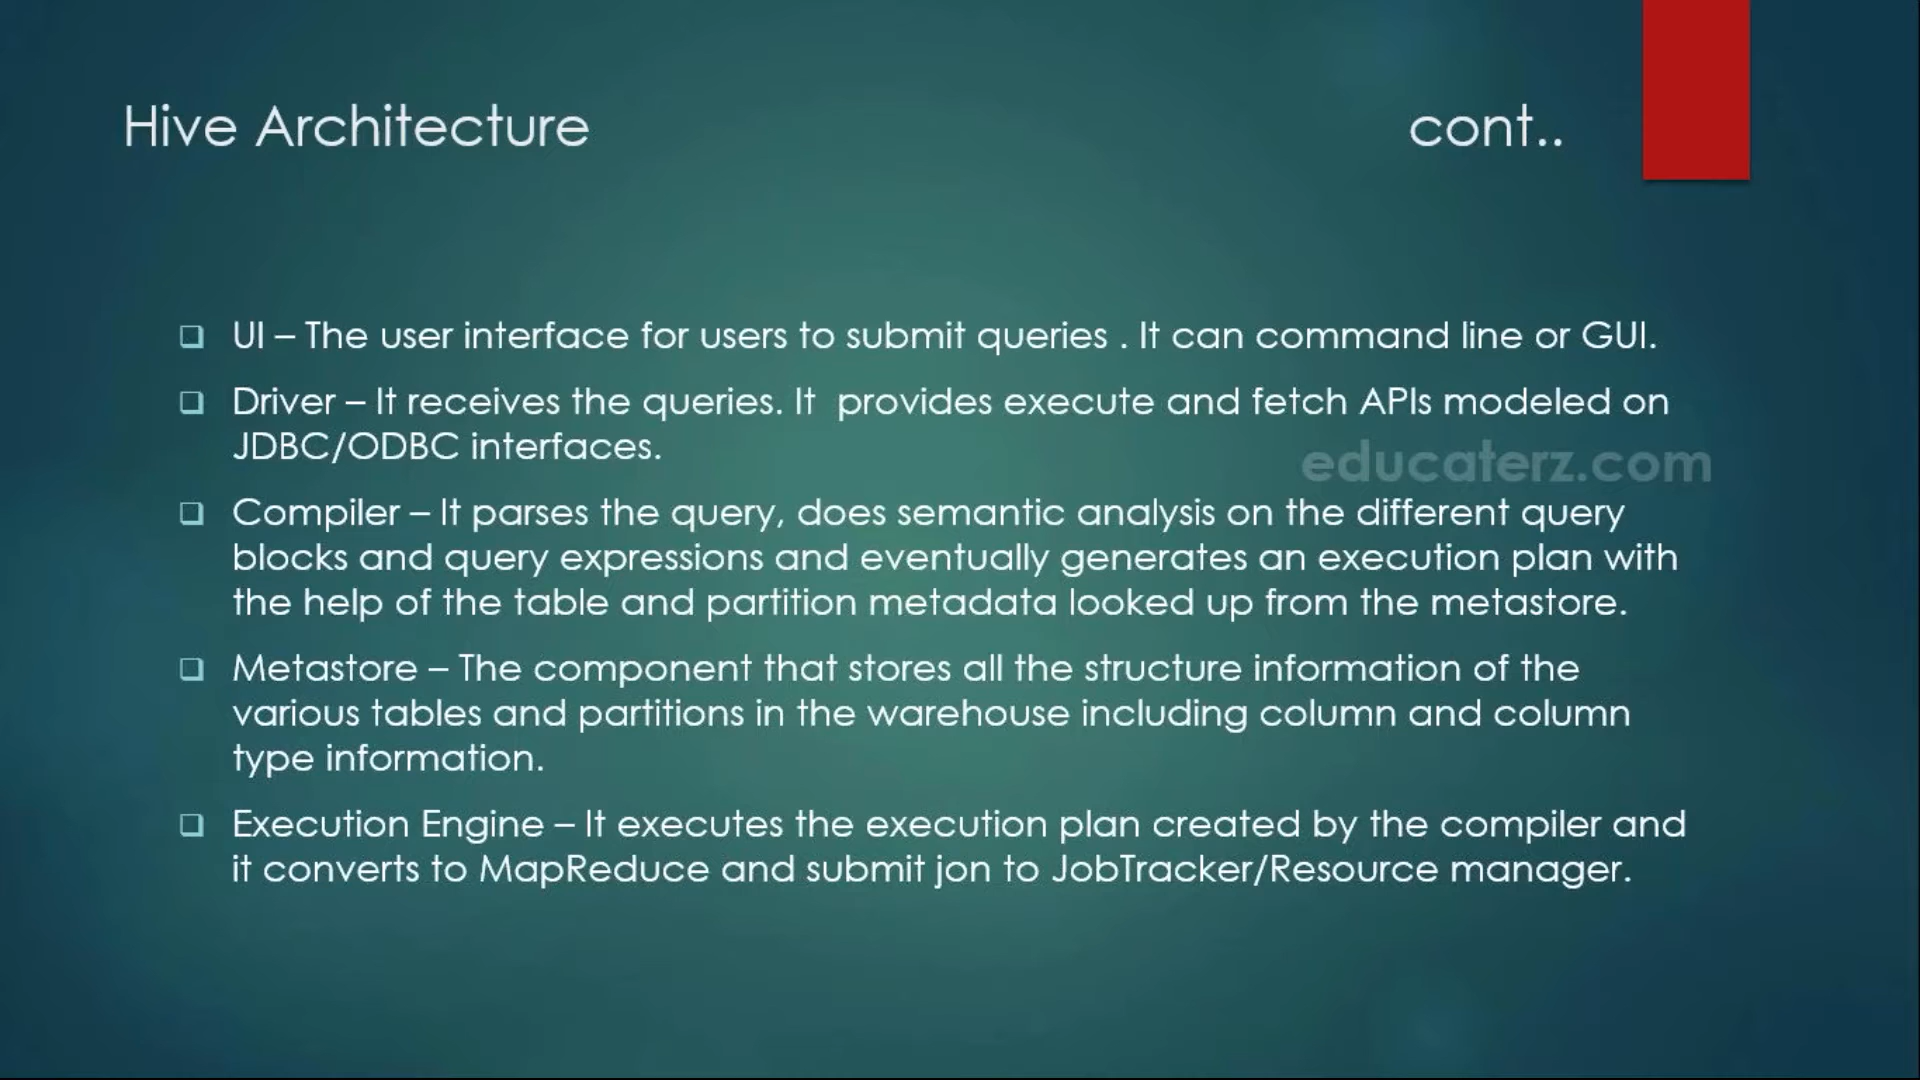 Hive Architecture cont..
❑ UI – The user interface for users to submit queries . It can command line or GUI.
❑ Driver – It receives the queries. It  provides execute and fetch APIs modeled on
JDBC/ODBC interfaces.
educaterz.com
❑ Compiler – It parses the query, does semantic analysis on the different query
blocks and query expressions and eventually generates an execution plan with
the help of the table and partition metadata looked up from the metastore.
❑ Metastore – The component that stores all the structure information of the
various tables and partitions in the warehouse including column and column
type information.
❑ Execution Engine – It executes the execution plan created by the compiler and
it converts to MapReduce and submit jon to JobTracker/Resource manager.